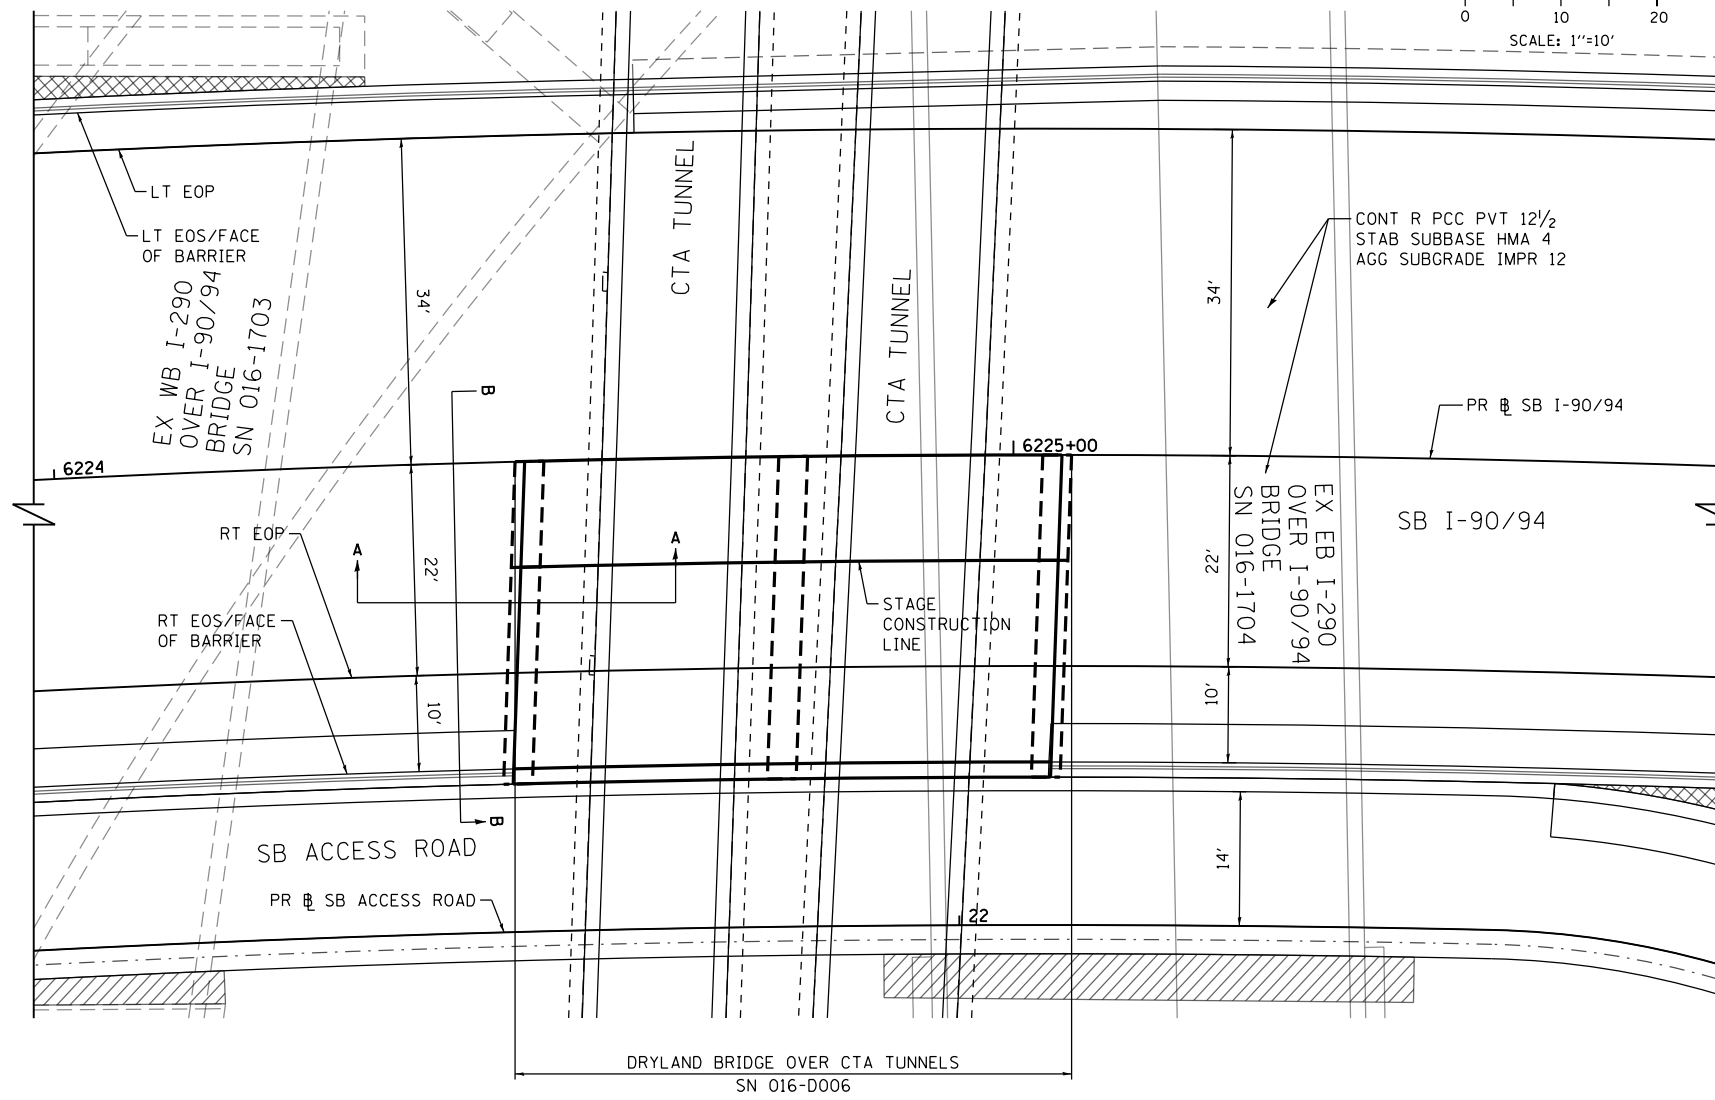 0 10 20
SCALE: 1''=10'
LT EOP
LT EOS/FACE
OF BARRIER
CTA TUNNEL
CTA TUNNEL
CONT R PCC PVT 12½
STAB SUBBASE HMA 4
AGG SUBGRADE IMPR 12
34'
34'
EX WB I-290
OVER I-90/94
BRIDGE
SN 016-1703
B
PR ⅊ SB I-90/94
6224
6225+00
EX EB I-290
OVER I-90/94
BRIDGE
SN 016-1704
SB I-90/94
RT EOP
A
A
22'
22'
STAGE
CONSTRUCTION
LINE
RT EOS/FACE
OF BARRIER
10'
10'
B
SB ACCESS ROAD
14'
PR ⅊ SB ACCESS ROAD
22
DRYLAND BRIDGE OVER CTA TUNNELS
SN 016-D006